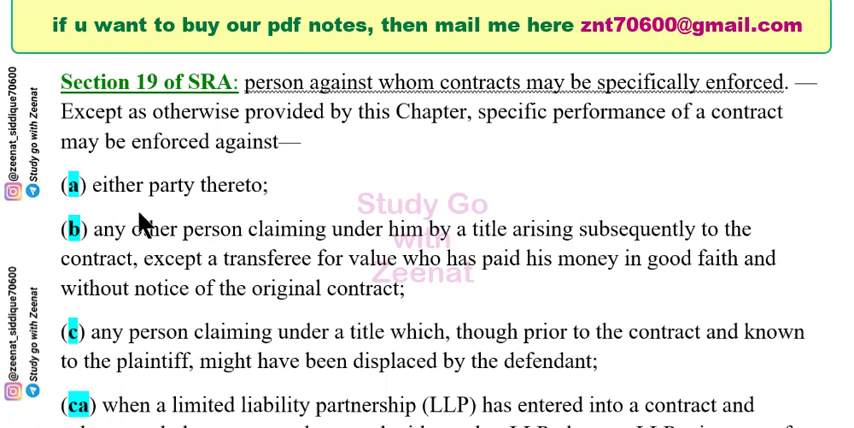 if u want to buy our pdf notes, then mail me here znt70600@gmail.com
Section 19 of SRA: person against whom contracts may be specifically enforced. —
Except as otherwise provided by this Chapter, specific performance of a contract
may be enforced against—
(a) either party thereto;
(b) any other person claiming under him by a title arising subsequently to the
contract, except a transferee for value who has paid his money in good faith and
without notice of the original contract;
(c) any person claiming under a title which, though prior to the contract and known
to the plaintiff, might have been displaced by the defendant;
(ca) when a limited liability partnership (LLP) has entered into a contract and
Study Go
with
Zeenat
@zeenat_siddique70600
Study go with Zeenat
@zeenat_siddique70600
Study go with Zeenat